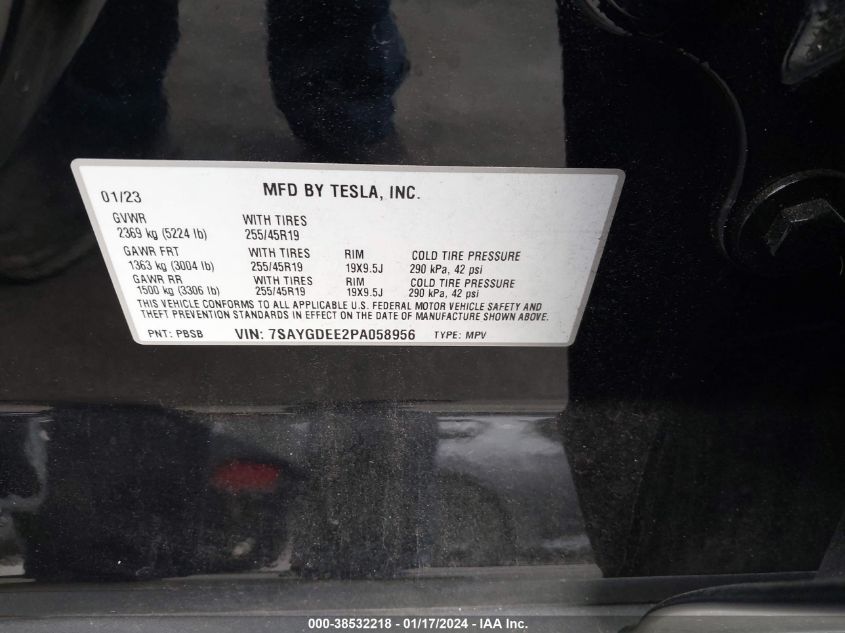 01/23 MFD BY TESLA, INC.
GVWR WITH TIRES
2369 kg (5224 lb) 255/45R19
GAWR FRT WITH TIRES RIM COLD TIRE PRESSURE
1363 kg (3004 lb) 255/45R19 19X9.5J 290 kPa, 42 psi
GAWR RR WITH TIRES RIM COLD TIRE PRESSURE
1500 kg (3306 lb) 255/45R19 19X9.5J 290 kPa, 42 psi
THIS VEHICLE CONFORMS TO ALL APPLICABLE U.S. FEDERAL MOTOR VEHICLE SAFETY AND
THEFT PREVENTION STANDARDS IN EFFECT ON THE DATE OF MANUFACTURE SHOWN ABOVE.
PNT: PBSB VIN: 7SAYGDEE2PA058956 TYPE: MPV
000-38532218 - 01/17/2024 - IAA Inc.